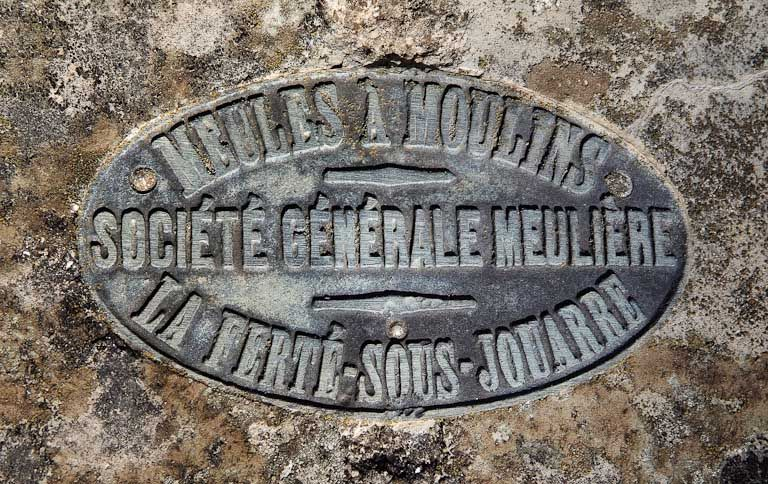 MEULES À MOULINS
SOCIÉTÉ GÉNÉRALE MEULIÈRE
LA FERTÉ-SOUS-JOUARRE